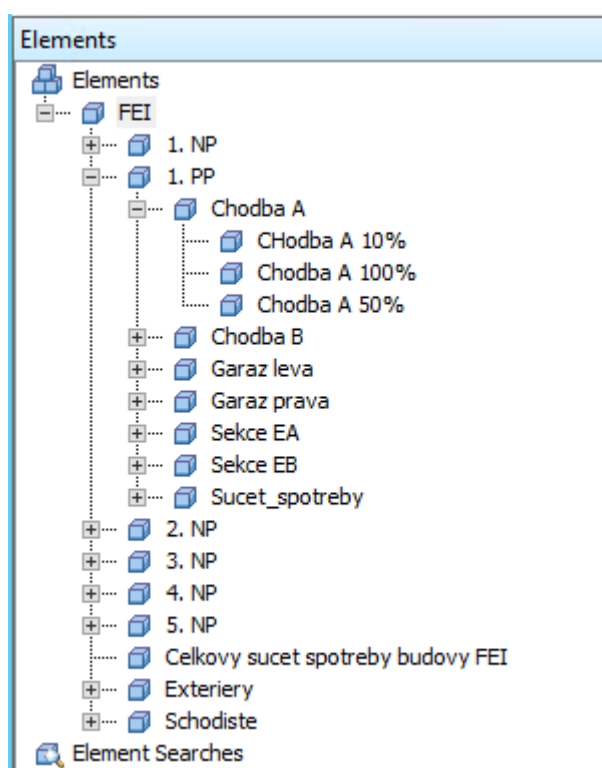 Elements
Elements
FEI
1. NP
1. PP
Chodba A
CHodba A 10%
Chodba A 100%
Chodba A 50%
Chodba B
Garaz leva
Garaz prava
Sekce EA
Sekce EB
Sucet_spotreby
2. NP
3. NP
4. NP
5. NP
Celkovy sucet spotreby budovy FEI
Exteriery
Schodiste
Element Searches